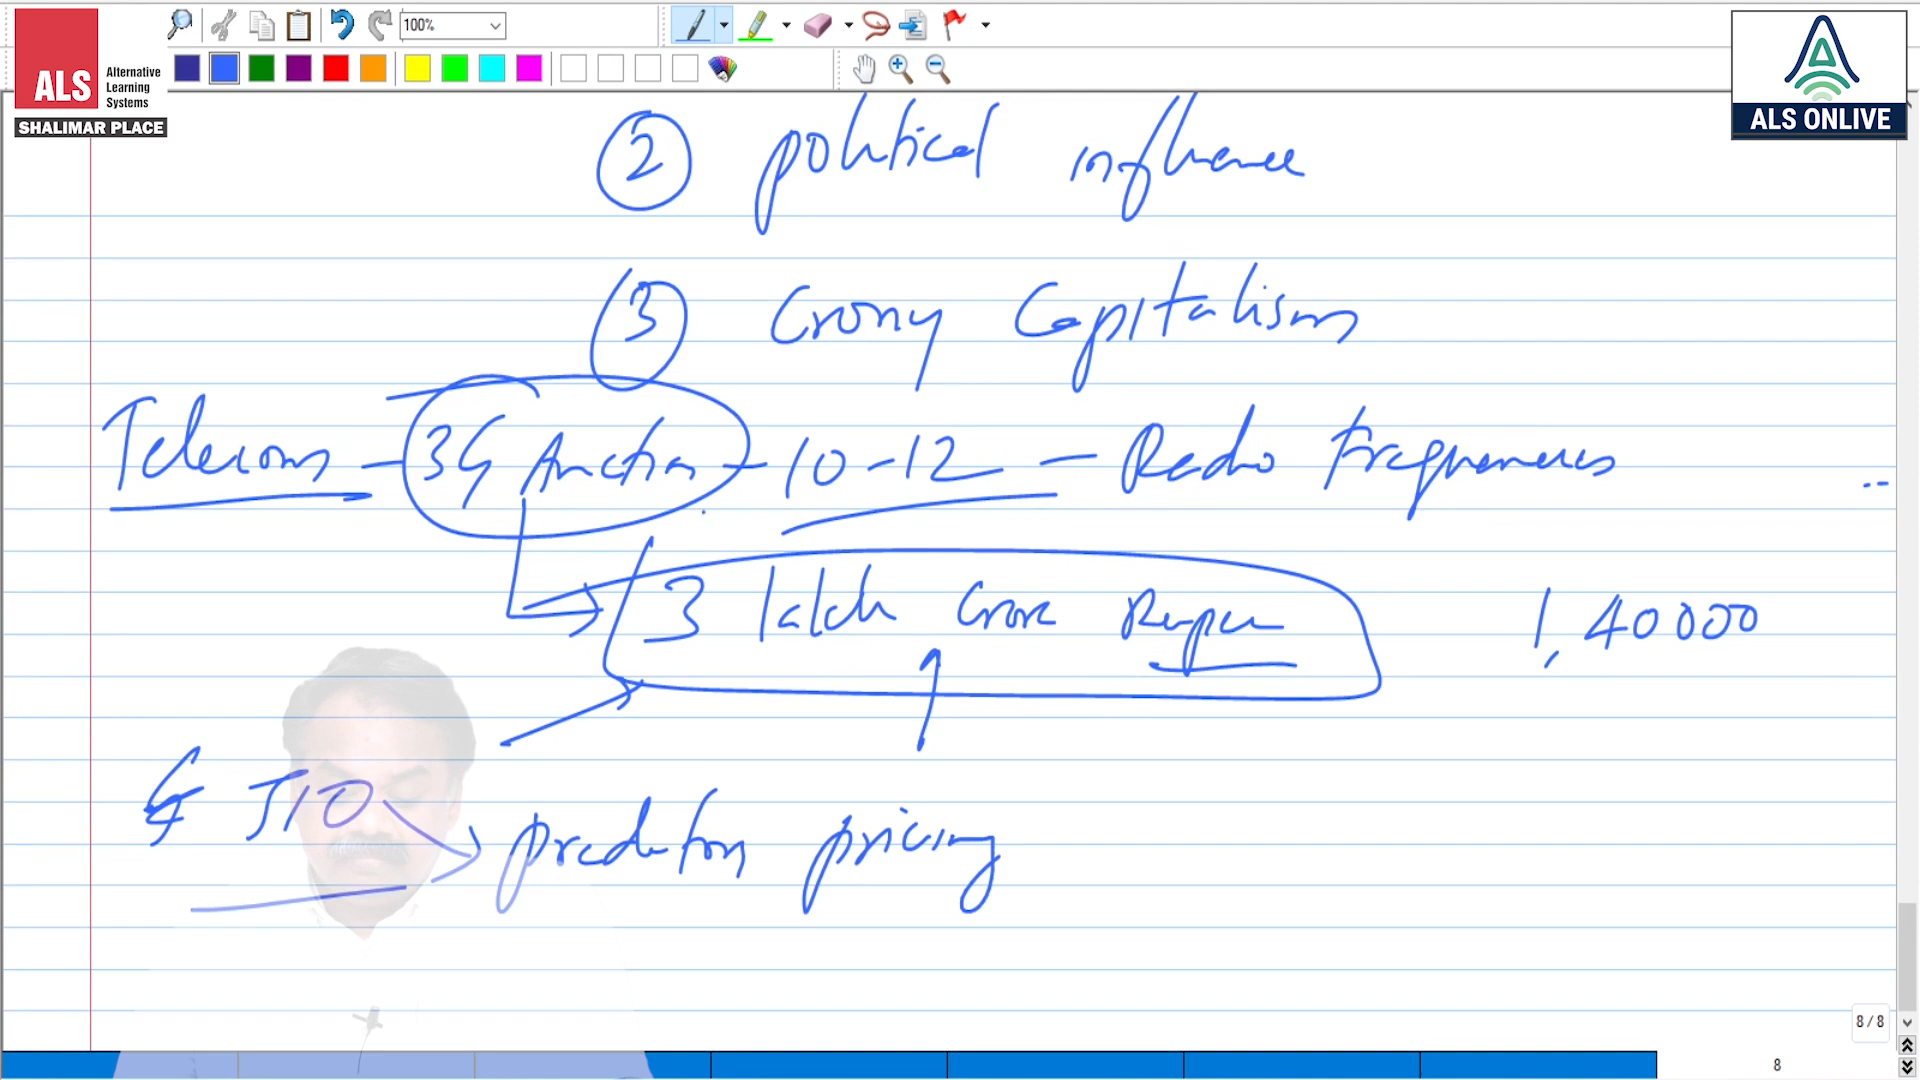 100%
ALS
Alternative
Learning
Systems
SHALIMAR PLACE
ALS ONLIVE
2 political influence
3 Crony Capitalism
Telecom - 3G Auction - 10-12 - Radio Frequencies ..
3 lakh Crore Rupee 1,40000
JIO predatory pricing
8 / 8
8